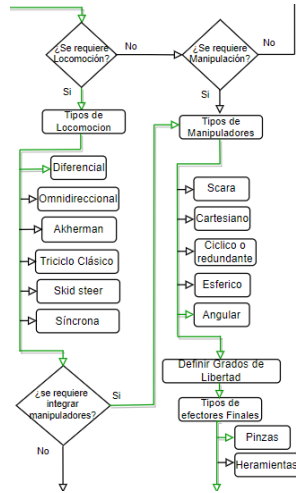 ¿Se requiere
Locomoción?
No
¿Se requiere
Manipulación?
Si
Si
Tipos de
Locomocion
Tipos de
Manipuladores
Diferencial
Omnidireccional
Akherman
Triciclo Clásico
Skid steer
Síncrona
Scara
Cartesiano
Ciclico o
redundante
Esferico
Angular
¿se requiere
integrar
manipuladores?
Si
No
Definir Grados de
Libertad
Tipos de
efectores Finales
Pinzas
Heramientas